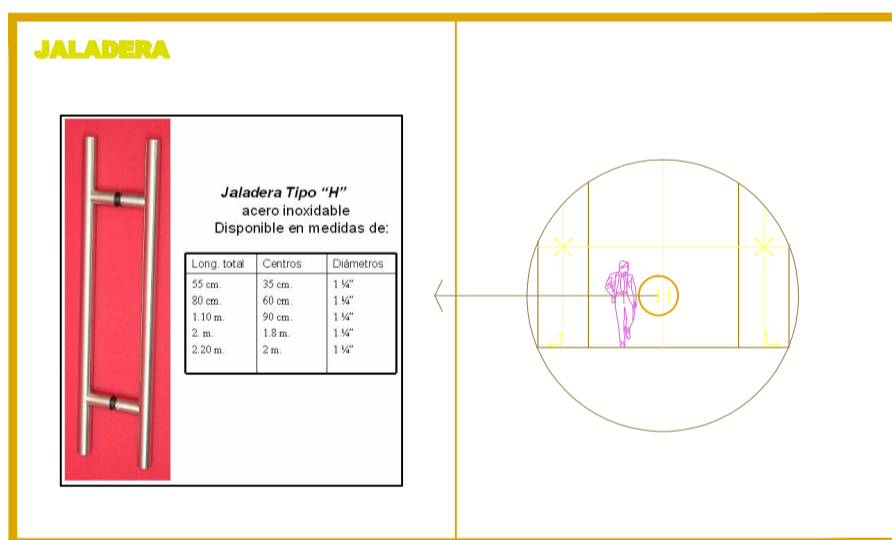 JALADERA
Jaladera Tipo “H”
acero inoxidable
Disponible en medidas de:
Long. total Centros Diámetros
55 cm. 35 cm. 1 ¼”
80 cm. 60 cm. 1 ¼”
1.10 m. 90 cm. 1 ¼”
2. m. 1.8 m. 1 ¼”
2.20 m. 2 m. 1 ¼”